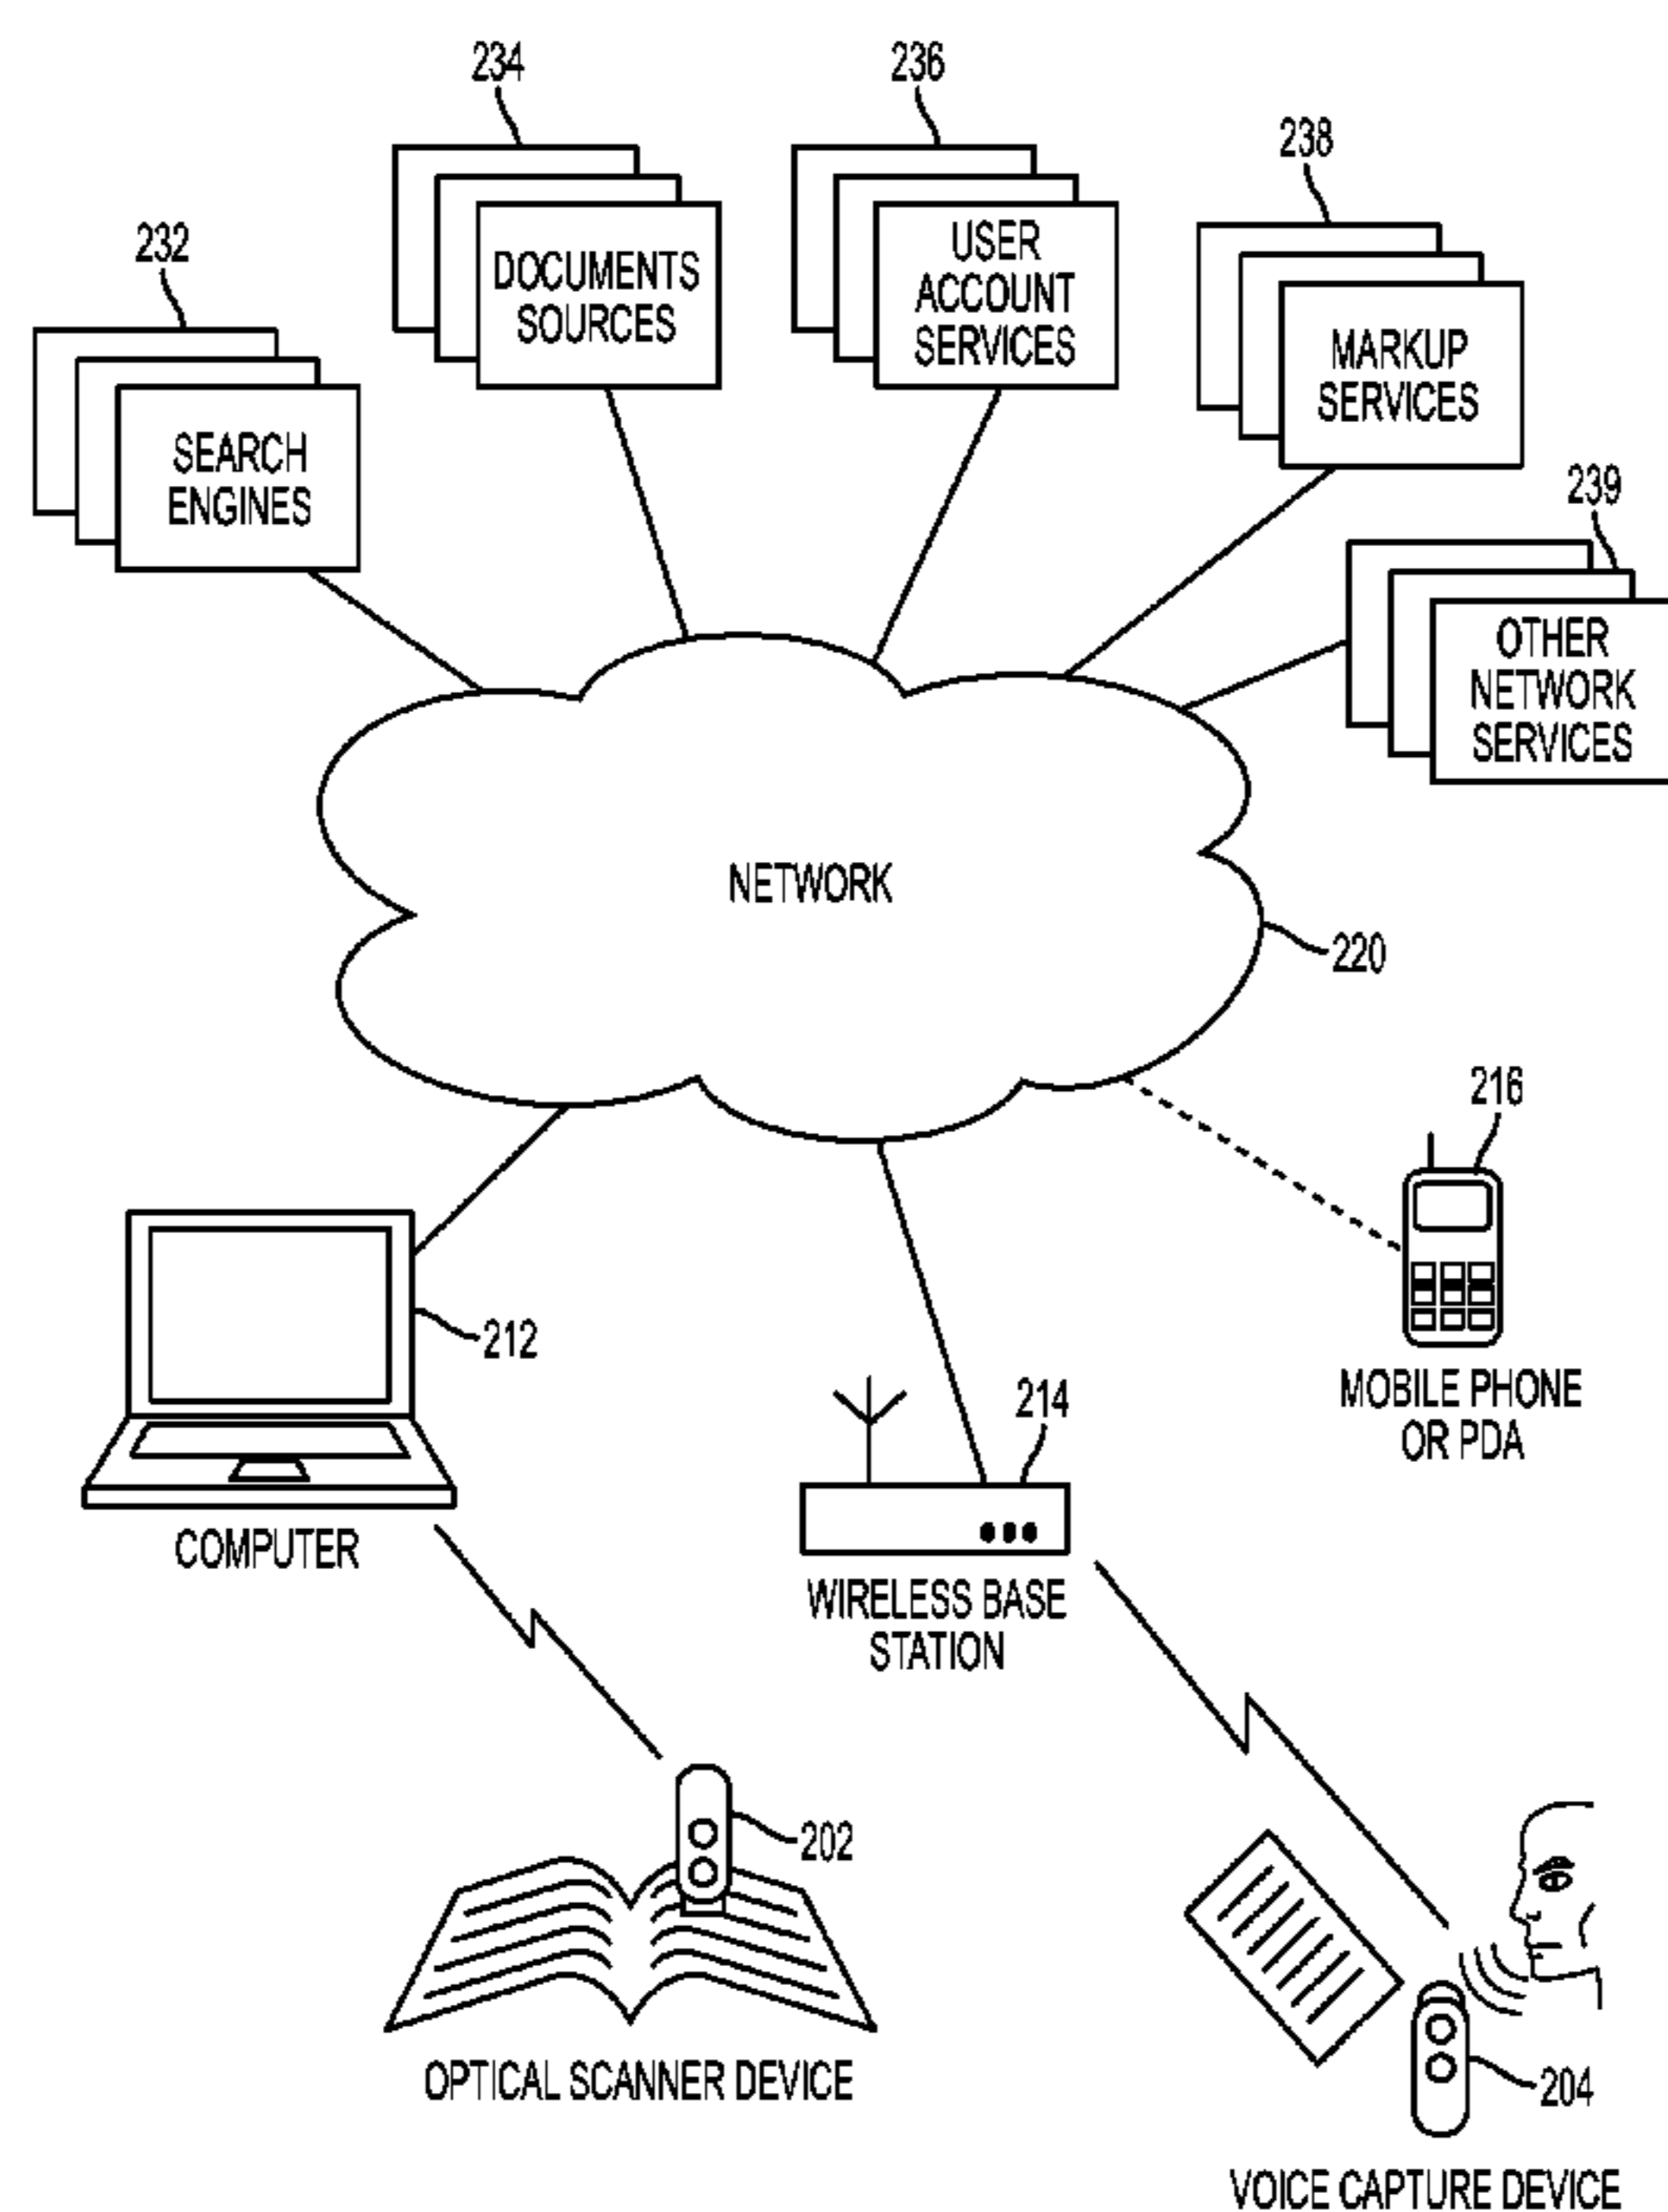 234
236
238
232
DOCUMENTS
SOURCES
USER
ACCOUNT
SERVICES
MARKUP
SERVICES
SEARCH
ENGINES
239
OTHER
NETWORK
SERVICES
NETWORK
220
216
212
MOBILE PHONE
OR PDA
214
COMPUTER
WIRELESS BASE
STATION
202
OPTICAL SCANNER DEVICE
204
VOICE CAPTURE DEVICE